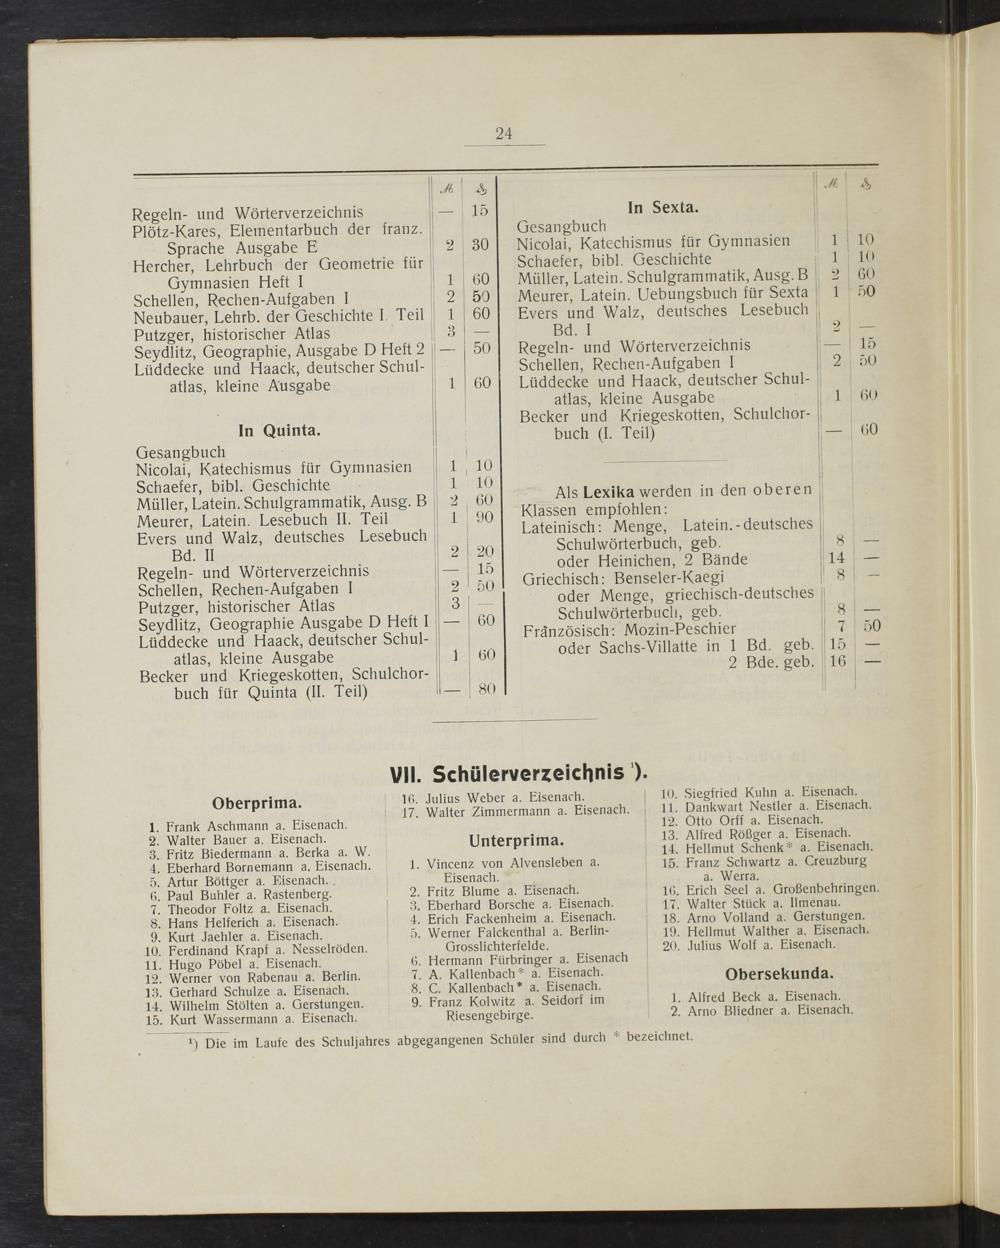 24
ℳ ₰
Regeln- und Wörterverzeichnis — 15
Plötz-Kares, Elementarbuch der franz.
Sprache Ausgabe E 2 30
Hercher, Lehrbuch der Geometrie für
Gymnasien Heft I 1 60
Schellen, Rechen-Aufgaben I 2 50
Neubauer, Lehrb. der Geschichte I. Teil 1 60
Putzger, historischer Atlas 3 —
Seydlitz, Geographie, Ausgabe D Heft 2 — 50
Lüddecke und Haack, deutscher Schul-
atlas, kleine Ausgabe 1 60
In Quinta.
Gesangbuch
Nicolai, Katechismus für Gymnasien 1 10
Schaefer, bibl. Geschichte 1 10
Müller, Latein. Schulgrammatik, Ausg. B 2 60
Meurer, Latein. Lesebuch II. Teil 1 90
Evers und Walz, deutsches Lesebuch
Bd. II 2 20
Regeln- und Wörterverzeichnis — 15
Schellen, Rechen-Aufgaben I 2 50
Putzger, historischer Atlas 3 —
Seydlitz, Geographie Ausgabe D Heft I — 60
Lüddecke und Haack, deutscher Schul-
atlas, kleine Ausgabe 1 60
Becker und Kriegeskotten, Schulchor-
buch für Quinta (II. Teil) — 80
ℳ ₰
In Sexta.
Gesangbuch
Nicolai, Katechismus für Gymnasien 1 10
Schaefer, bibl. Geschichte 1 10
Müller, Latein. Schulgrammatik, Ausg. B 2 60
Meurer, Latein. Uebungsbuch für Sexta 1 50
Evers und Walz, deutsches Lesebuch
Bd. I 2 —
Regeln- und Wörterverzeichnis — 15
Schellen, Rechen-Aufgaben I 2 50
Lüddecke und Haack, deutscher Schul-
atlas, kleine Ausgabe 1 60
Becker und Kriegeskotten, Schulchor-
buch (I. Teil) — 60
Als Lexika werden in den oberen
Klassen empfohlen:
Lateinisch: Menge, Latein.-deutsches
Schulwörterbuch, geb. 8 —
oder Heinichen, 2 Bände 14 —
Griechisch: Benseler-Kaegi 8 —
oder Menge, griechisch-deutsches
Schulwörterbuch, geb. 8 —
Französisch: Mozin-Peschier 7 50
oder Sachs-Villatte in 1 Bd. geb. 15 —
2 Bde. geb. 16 —
VII. Schülerverzeichnis ¹).
Oberprima.
1. Frank Aschmann a. Eisenach.
2. Walter Bauer a. Eisenach.
3. Fritz Biedermann a. Berka a. W.
4. Eberhard Bornemann a. Eisenach.
5. Artur Böttger a. Eisenach.
6. Paul Buhler a. Rastenberg.
7. Theodor Foltz a. Eisenach.
8. Hans Helferich a. Eisenach.
9. Kurt Jaehler a. Eisenach.
10. Ferdinand Krapf a. Nesselröden.
11. Hugo Pöbel a. Eisenach.
12. Werner von Rabenau a. Berlin.
13. Gerhard Schulze a. Eisenach.
14. Wilhelm Stölten a. Gerstungen.
15. Kurt Wassermann a. Eisenach.
16. Julius Weber a. Eisenach.
17. Walter Zimmermann a. Eisenach.
Unterprima.
1. Vincenz von Alvensleben a.
Eisenach.
2. Fritz Blume a. Eisenach.
3. Eberhard Borsche a. Eisenach.
4. Erich Fackenheim a. Eisenach.
5. Werner Falckenthal a. Berlin-
Grosslichterfelde.
6. Hermann Fürbringer a. Eisenach
7. A. Kallenbach* a. Eisenach.
8. C. Kallenbach* a. Eisenach.
9. Franz Kolwitz a. Seidorf im
Riesengebirge.
10. Siegfried Kuhn a. Eisenach.
11. Dankwart Nestler a. Eisenach.
12. Otto Orff a. Eisenach.
13. Alfred Rößger a. Eisenach.
14. Hellmut Schenk* a. Eisenach.
15. Franz Schwartz a. Creuzburg
a. Werra.
16. Erich Seel a. Großenbehringen.
17. Walter Stück a. Ilmenau.
18. Arno Volland a. Gerstungen.
19. Hellmut Walther a. Eisenach.
20. Julius Wolf a. Eisenach.
Obersekunda.
1. Alfred Beck a. Eisenach.
2. Arno Bliedner a. Eisenach.
¹) Die im Laufe des Schuljahres abgegangenen Schüler sind durch * bezeichnet.